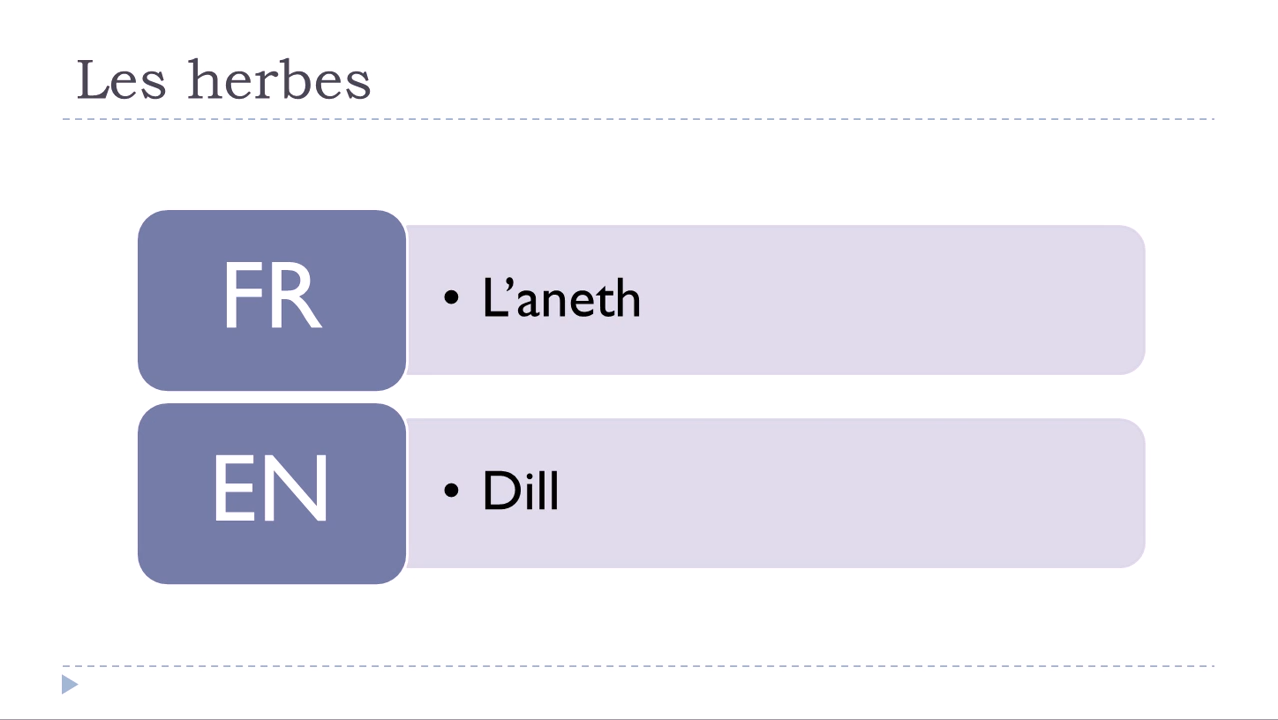 Les herbes
FR
• L’aneth
EN
• Dill